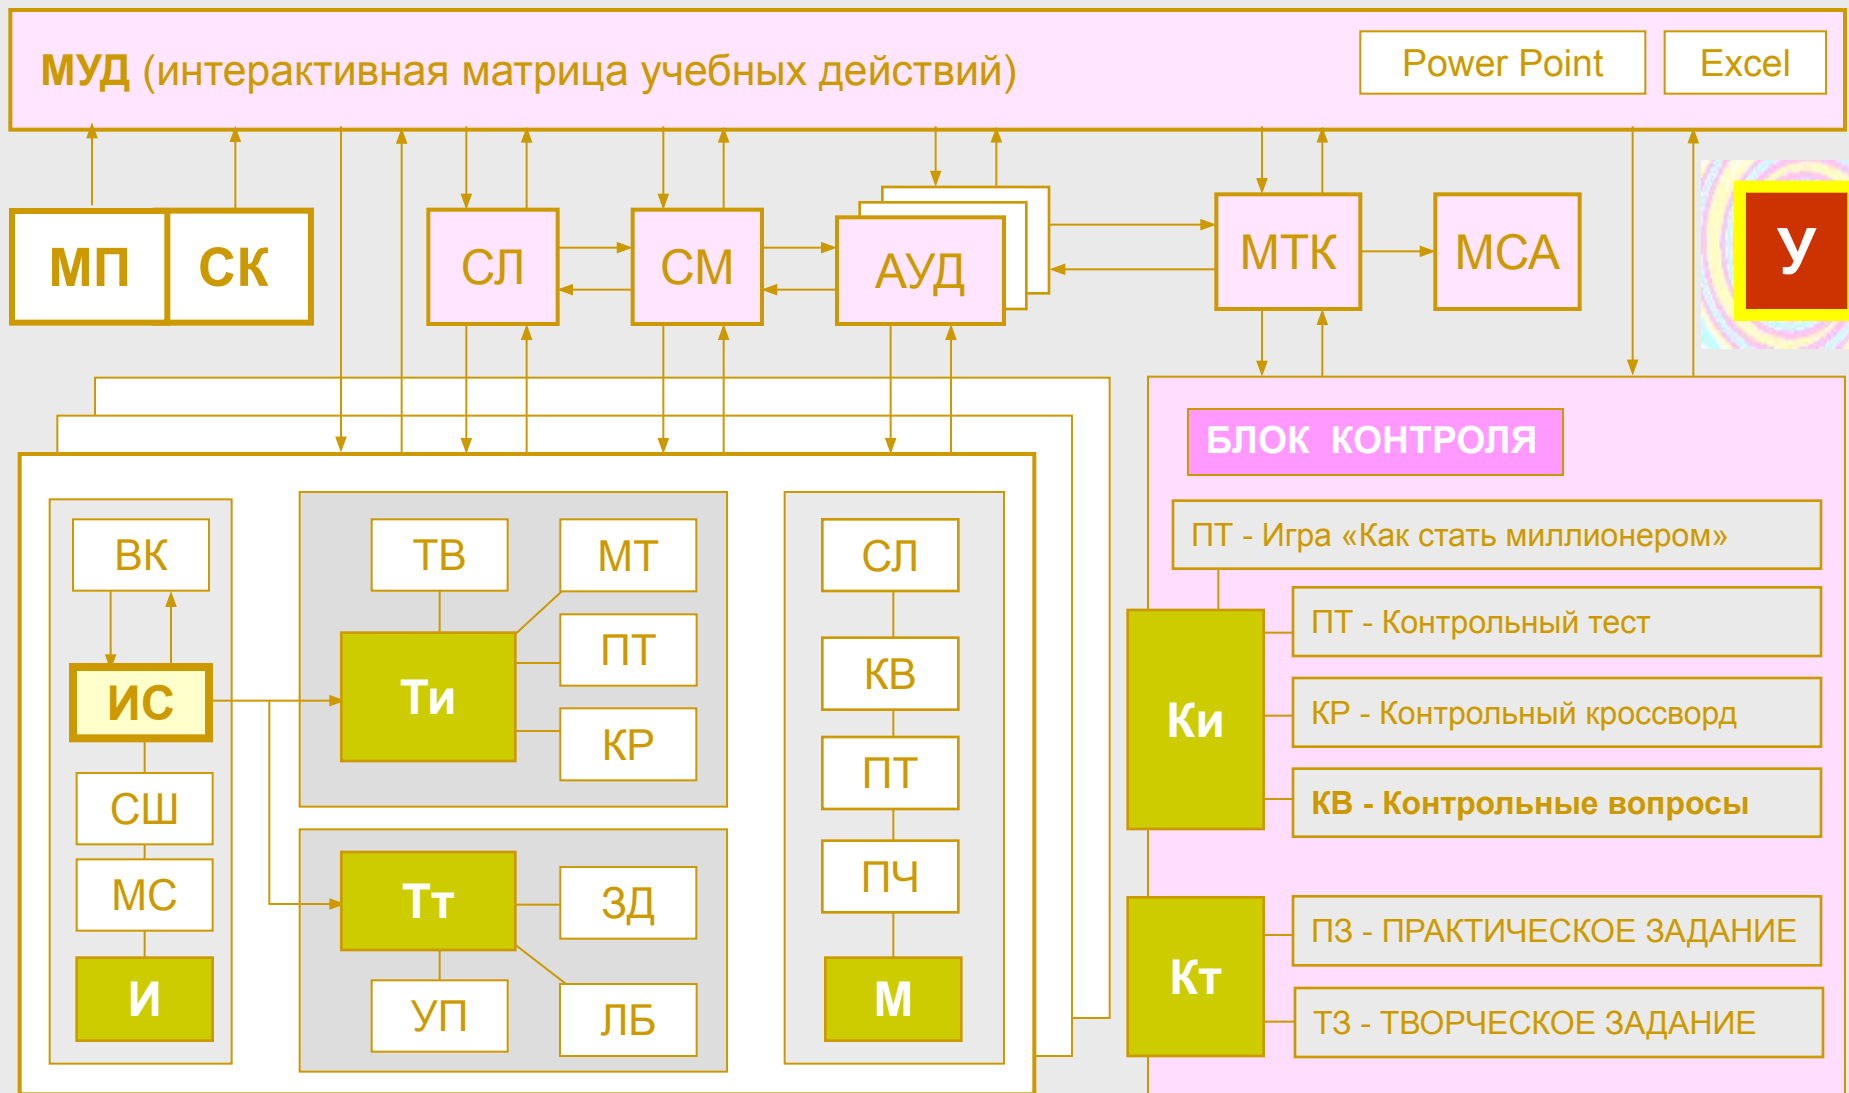 МУД (интерактивная матрица учебных действий)
Power Point
Excel
МП
СК
СЛ
СМ
АУД
МТК
МСА
У
БЛОК КОНТРОЛЯ
ВК
ИС
СШ
МС
И
ТВ
МТ
ПТ
КР
Ти
Тт
ЗД
УП
ЛБ
СЛ
КВ
ПТ
ПЧ
М
ПТ - Игра «Как стать миллионером»
Ки
ПТ - Контрольный тест
КР - Контрольный кроссворд
КВ - Контрольные вопросы
Кт
ПЗ - ПРАКТИЧЕСКОЕ ЗАДАНИЕ
ТЗ - ТВОРЧЕСКОЕ ЗАДАНИЕ